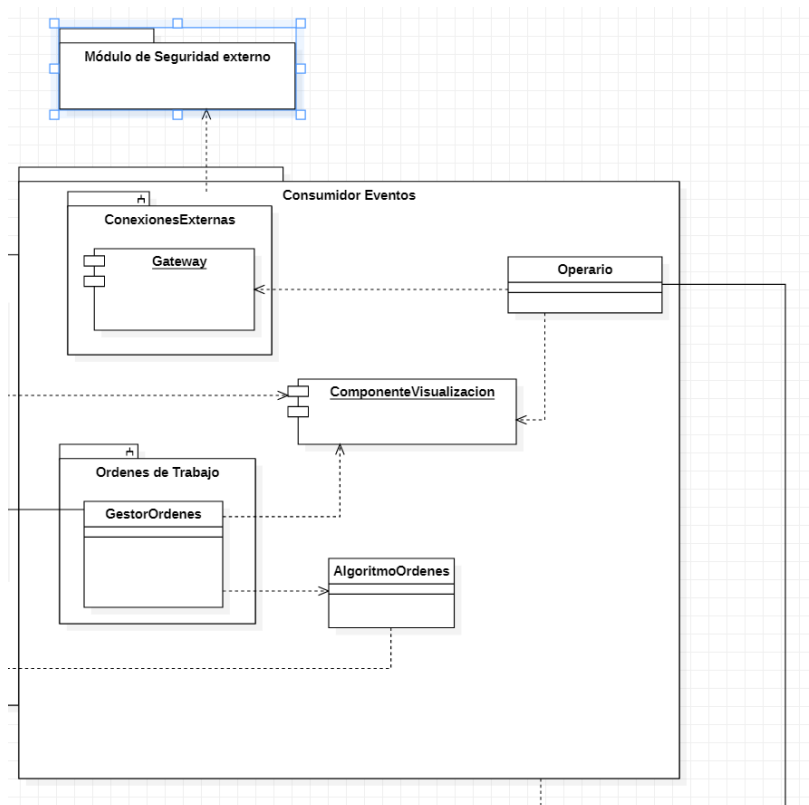 Módulo de Seguridad externo
Consumidor Eventos
ConexionesExternas
Gateway
Operario
ComponenteVisualizacion
Ordenes de Trabajo
GestorOrdenes
AlgoritmoOrdenes